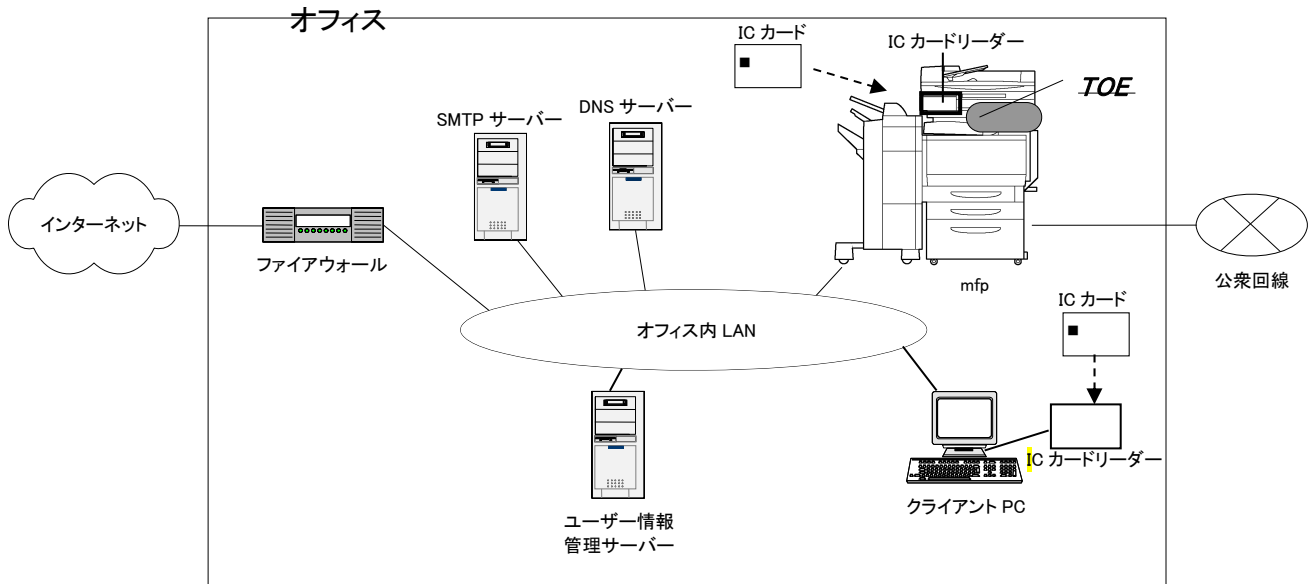 オフィス
IC カード
IC カードリーダー
TOE
SMTP サーバー
DNS サーバー
インターネット
ファイアウォール
mfp
公衆回線
IC カード
オフィス内 LAN
IC カードリーダー
クライアント PC
ユーザー情報
管理サーバー